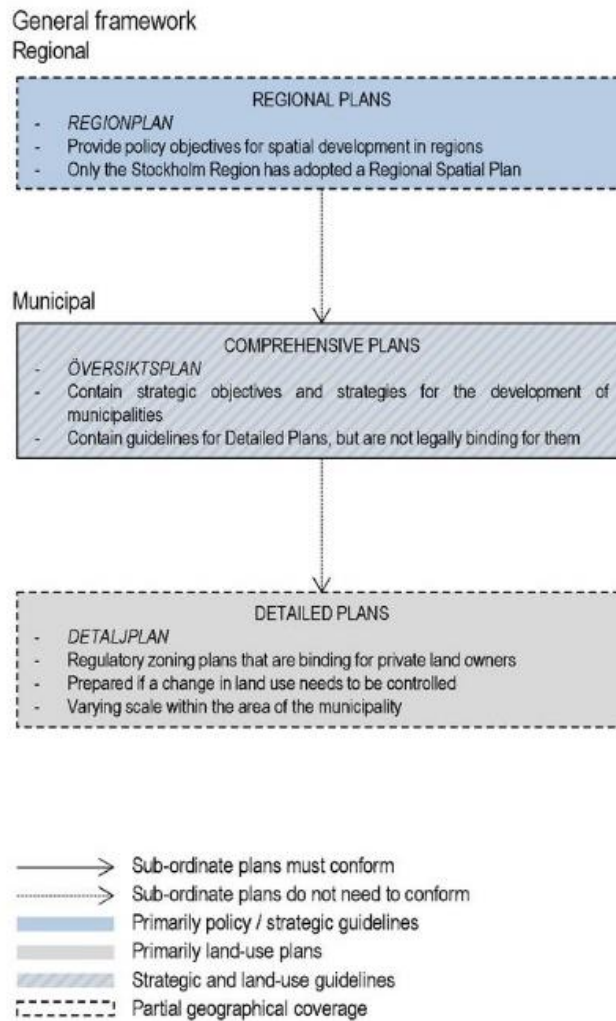 General framework
Regional
REGIONAL PLANS
- REGIONPLAN
- Provide policy objectives for spatial development in regions
- Only the Stockholm Region has adopted a Regional Spatial Plan
Municipal
COMPREHENSIVE PLANS
- ÖVERSIKTSPLAN
- Contain strategic objectives and strategies for the development of
municipalities
- Contain guidelines for Detailed Plans, but are not legally binding for them
DETAILED PLANS
- DETALJPLAN
- Regulatory zoning plans that are binding for private land owners
- Prepared if a change in land use needs to be controlled
- Varying scale within the area of the municipality
Sub-ordinate plans must conform
Sub-ordinate plans do not need to conform
Primarily policy / strategic guidelines
Primarily land-use plans
Strategic and land-use guidelines
Partial geographical coverage